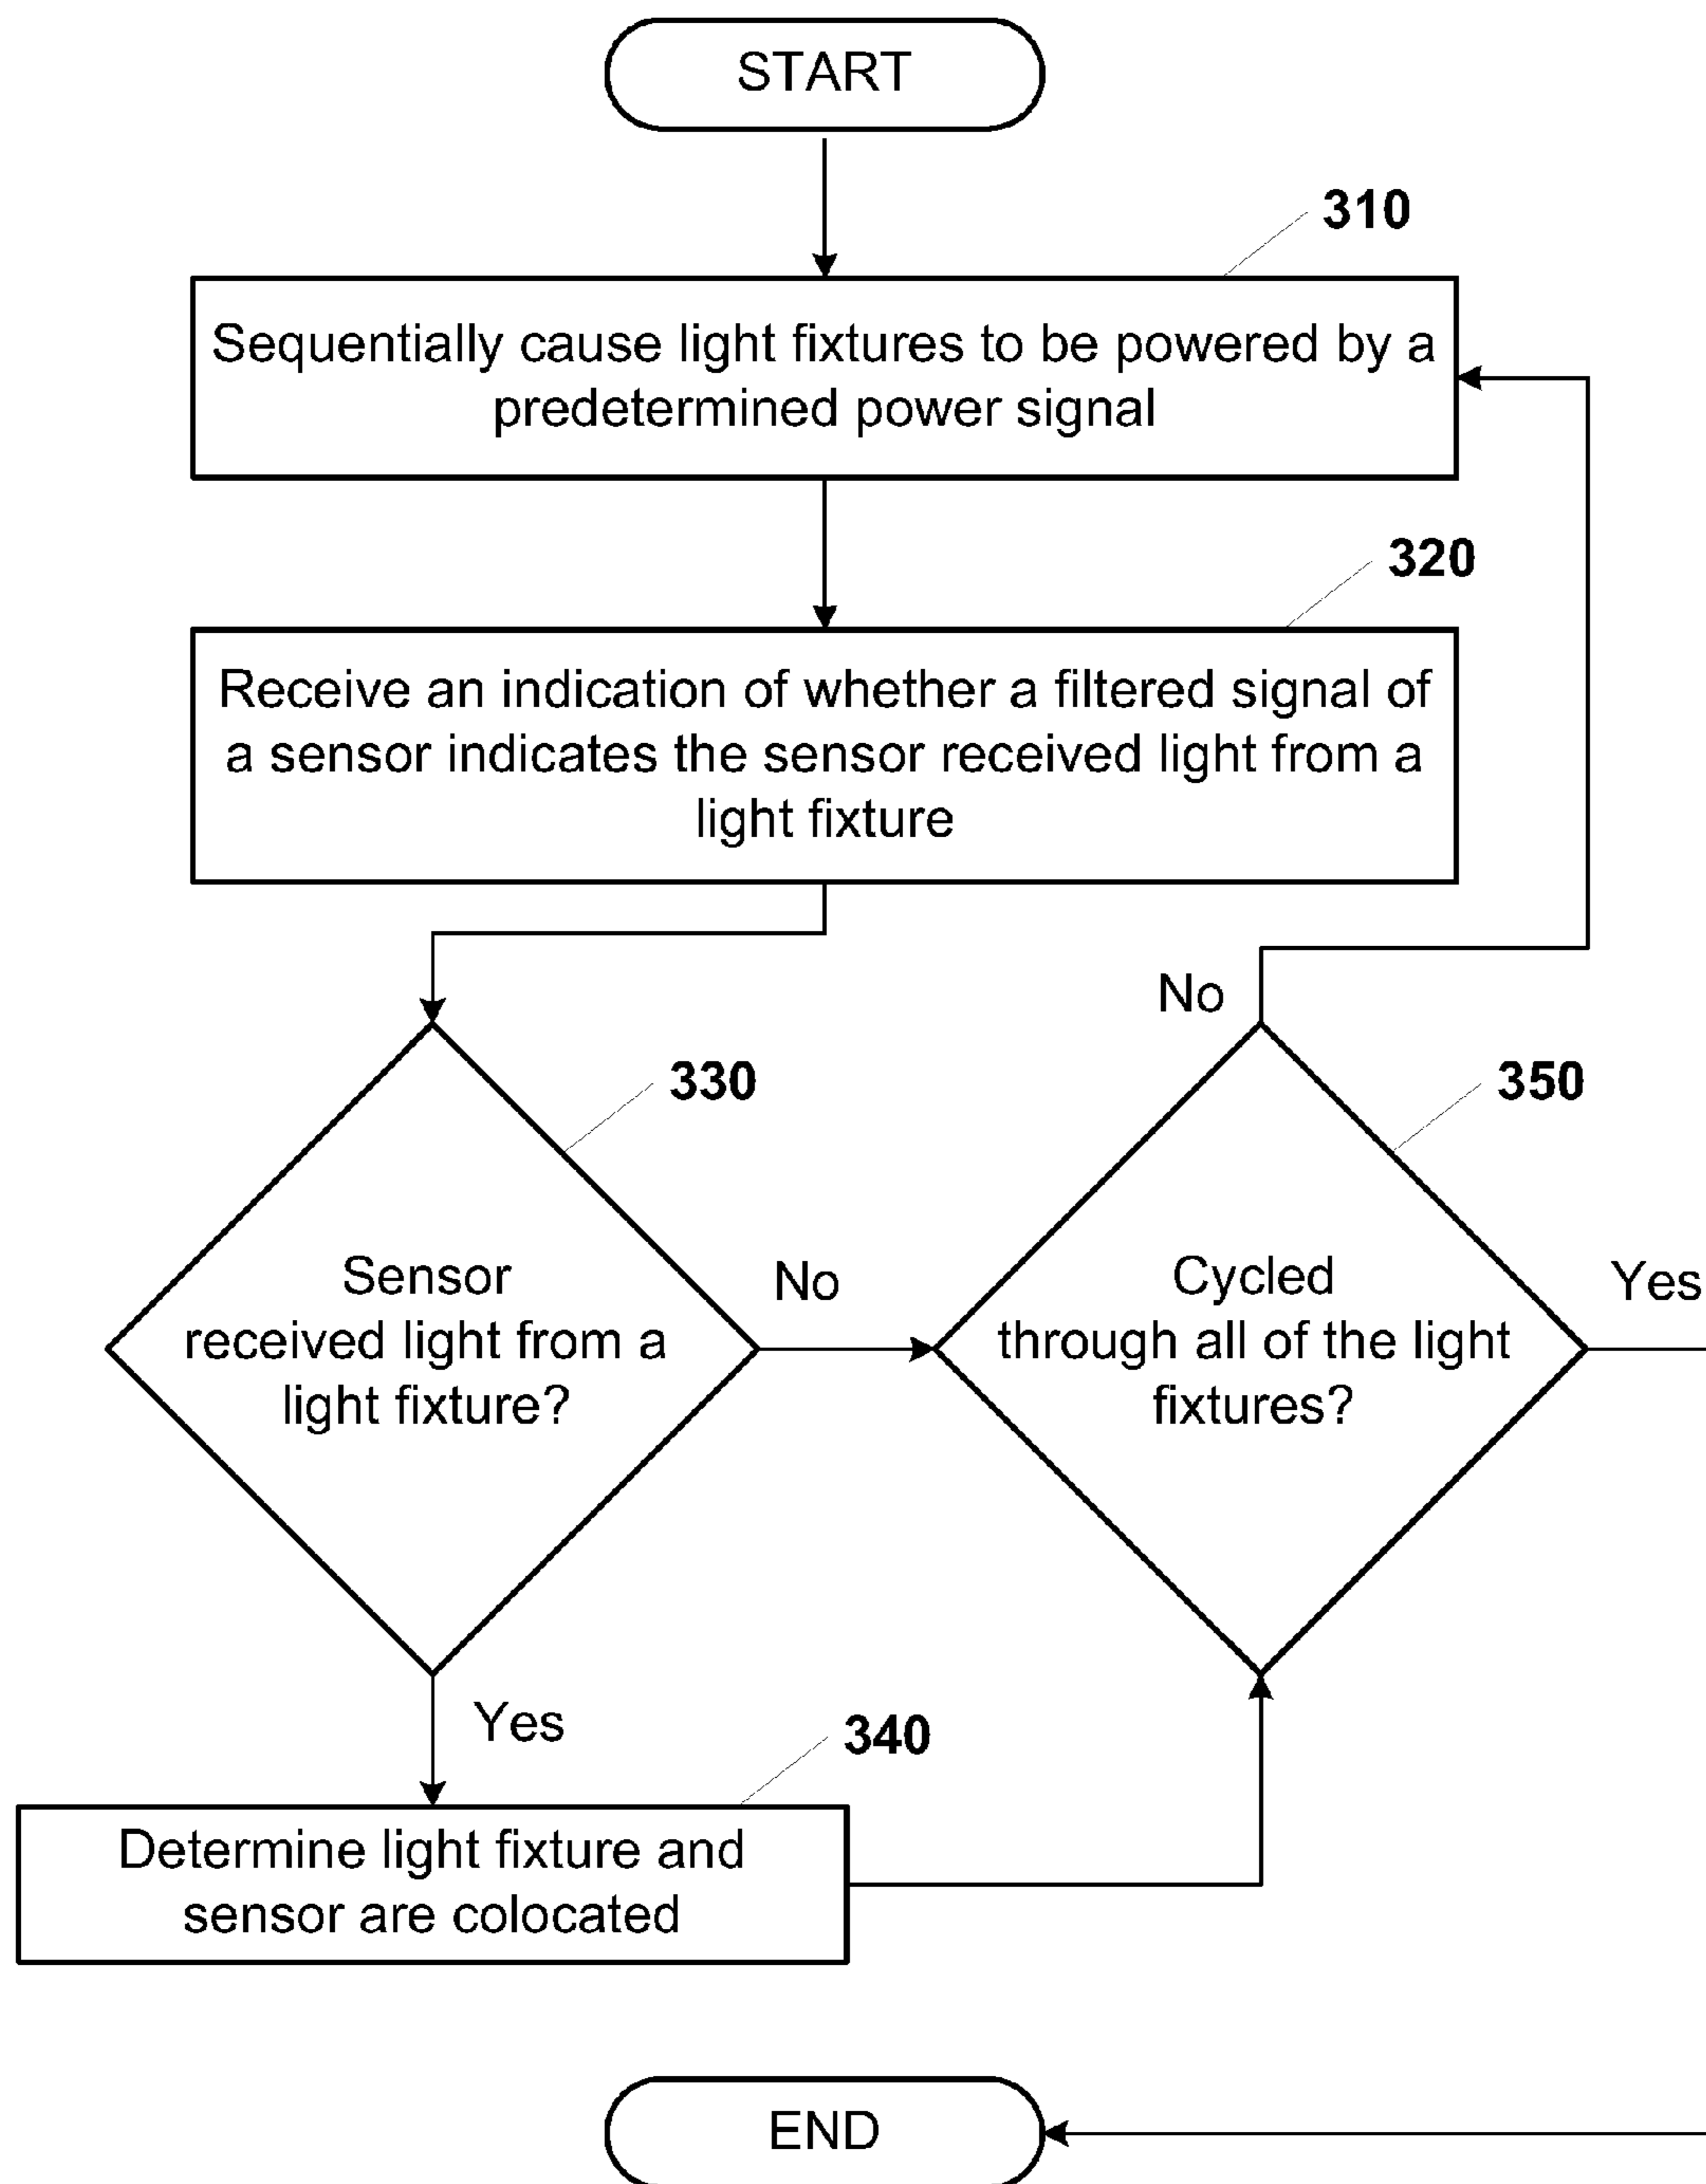 START
310
Sequentially cause light fixtures to be powered by a
predetermined power signal
320
Receive an indication of whether a filtered signal of
a sensor indicates the sensor received light from a
light fixture
No
330
350
Sensor
received light from a
light fixture?
No
Cycled
through all of the light
fixtures?
Yes
Yes
340
Determine light fixture and
sensor are colocated
END